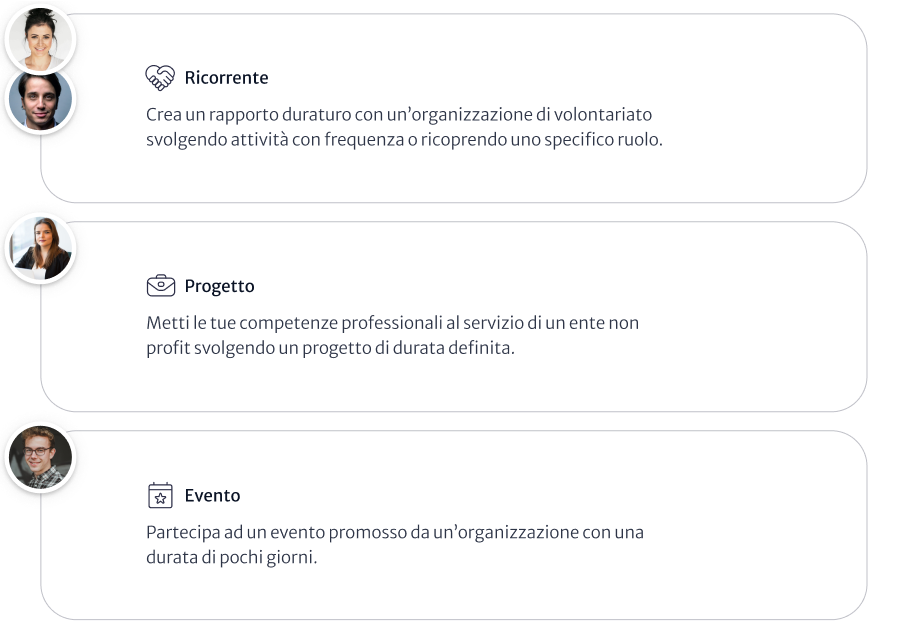 Ricorrente
Crea un rapporto duraturo con un’organizzazione di volontariato
svolgendo attività con frequenza o ricoprendo uno specifico ruolo.
Progetto
Metti le tue competenze professionali al servizio di un ente non
profit svolgendo un progetto di durata definita.
Evento
Partecipa ad un evento promosso da un’organizzazione con una
durata di pochi giorni.